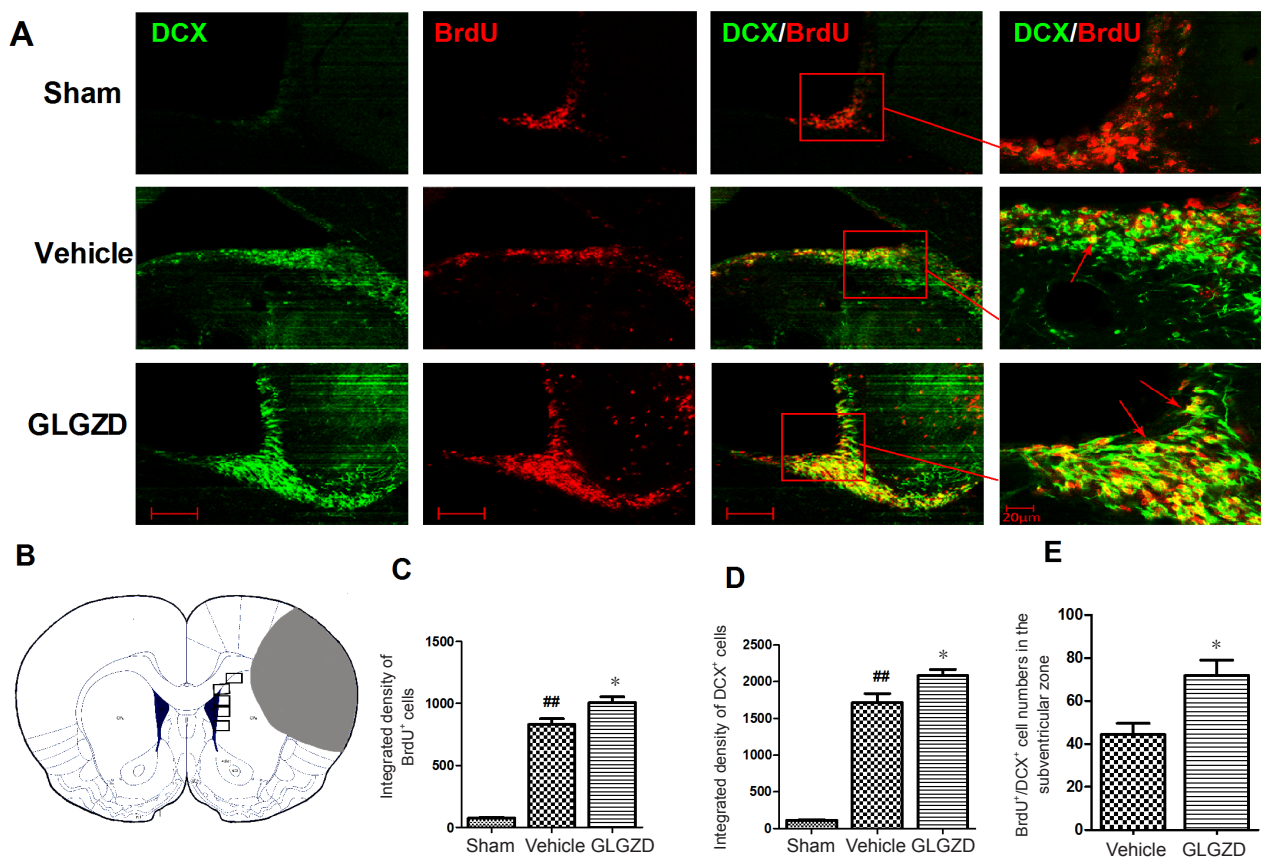 A
DCX
BrdU
DCX/BrdU
DCX/BrdU
Sham
Vehicle
GLGZD
20μm
B
C
Integrated density of
BrdU⁺ cells
1500
1000
500
0
##
*
Sham
Vehicle
GLGZD
D
Integrated density of DCX⁺ cells
2500
2000
1500
1000
500
0
##
*
Sham
Vehicle
GLGZD
E
BrdU⁺/DCX⁺ cell numbers in the
subventricular zone
100
80
60
40
20
0
*
Vehicle
GLGZD